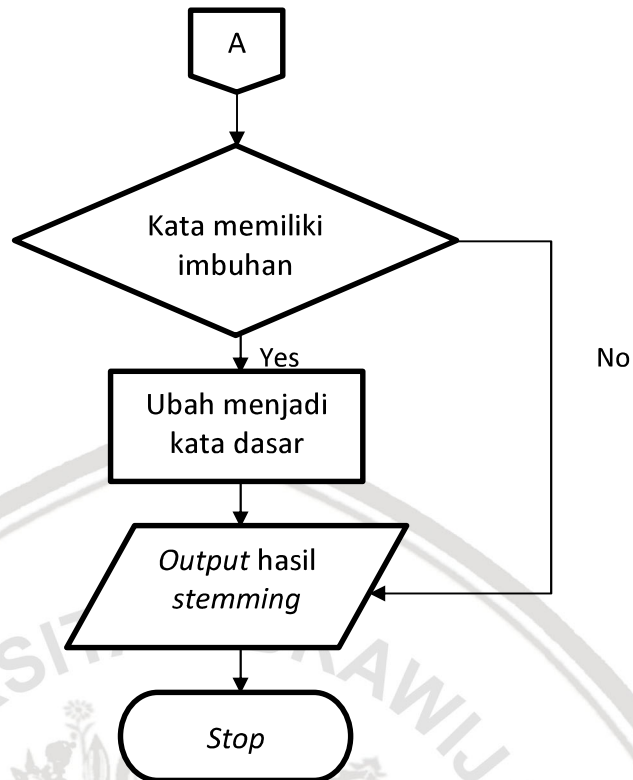 A
Kata memiliki
imbuhan
Yes
No
Ubah menjadi
kata dasar
Output hasil
stemming
Stop